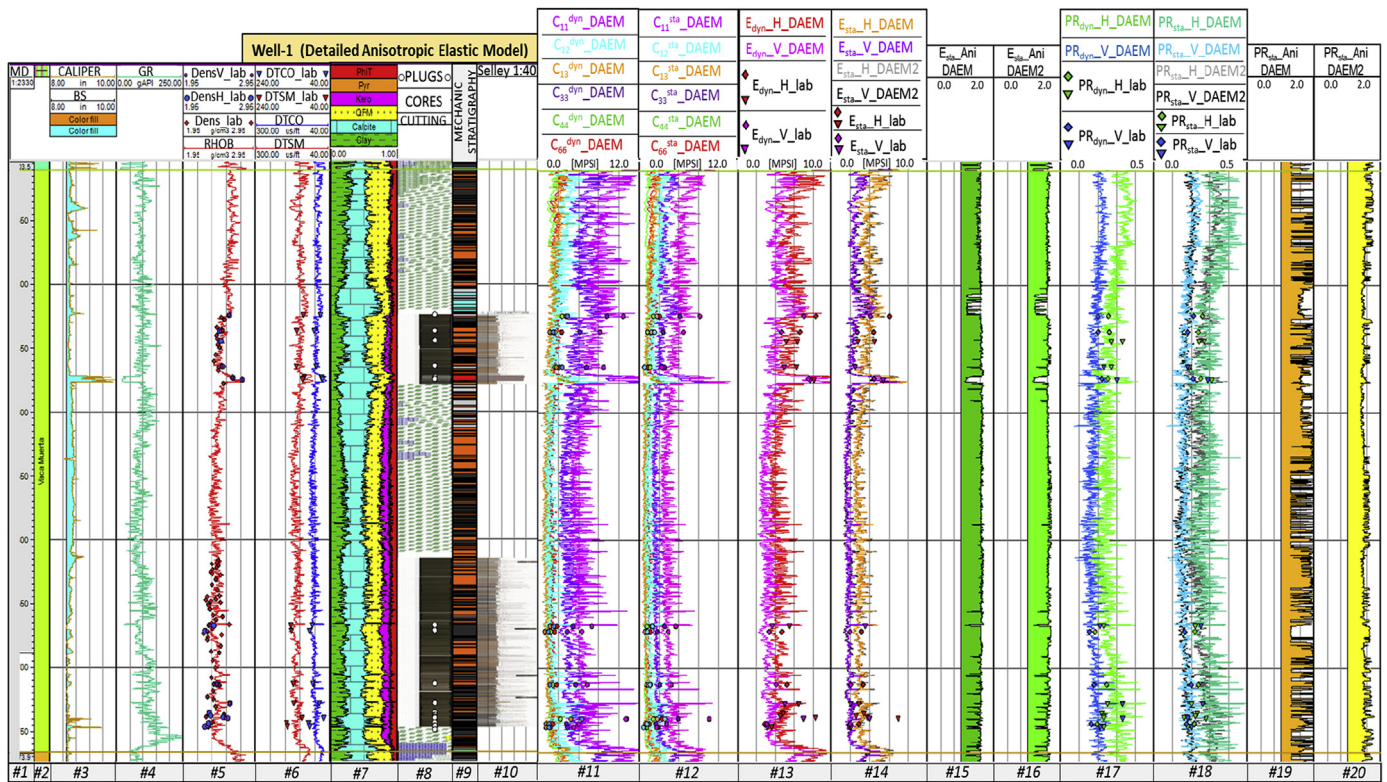 Well-1 (Detailed Anisotropic Elastic Model)
MD
1:2330
CALIPER
8.00 in 10.00
BS
8.00 in 10.00
Color fill
Color fill
GR
0.00 gAPI 250.00
DensV_lab
1.95 2.95
DensH_lab
1.95 2.95
Dens_lab
1.95 g/cm3 2.95
RHOB
1.95 g/cm3 2.95
DTCO_lab
240.00 40.00
DTSM_lab
240.00 40.00
DTCO
300.00 us/ft 40.00
DTSM
300.00 us/ft 40.00
PhiT
Pyr
Kero
QFM
Calpite
Clay
0.00 1.00
PLUGS
CORES
CUTTING
MECHANIC
STRATIGRAPHY
Selley 1:40
C11dyn_DAEM
C12dyn_DAEM
C13dyn_DAEM
C33dyn_DAEM
C44dyn_DAEM
C66dyn_DAEM
0.0 [MPSI] 12.0
C11sta_DAEM
C12sta_DAEM
C13sta_DAEM
C33sta_DAEM
C44sta_DAEM
C66sta_DAEM
0.0 [MPSI] 12.0
Edyn_H_DAEM
Edyn_V_DAEM
Edyn_H_lab
Edyn_V_lab
0.0 [MPSI] 10.0
Esta_H_DAEM
Esta_V_DAEM
Esta_H_DAEM2
Esta_V_DAEM2
Esta_H_lab
Esta_V_lab
0.0 [MPSI] 10.0
Esta_Ani
DAEM
0.0 2.0
Esta_Ani
DAEM2
0.0 2.0
PRdyn_H_DAEM
PRdyn_V_DAEM
PRdyn_H_lab
PRdyn_V_lab
0.0 0.5
PRsta_H_DAEM
PRsta_V_DAEM
PRsta_H_DAEM2
PRsta_V_DAEM2
PRsta_H_lab
PRsta_V_lab
0.0 0.5
PRsta_Ani
DAEM
0.0 2.0
PRsta_Ani
DAEM2
0.0 2.0
50
00
50
00
50
00
50
00
50
Vaca Muerta
#1 #2 #3 #4 #5 #6 #7 #8 #9 #10 #11 #12 #13 #14 #15 #16 #17 #18 #19 #20